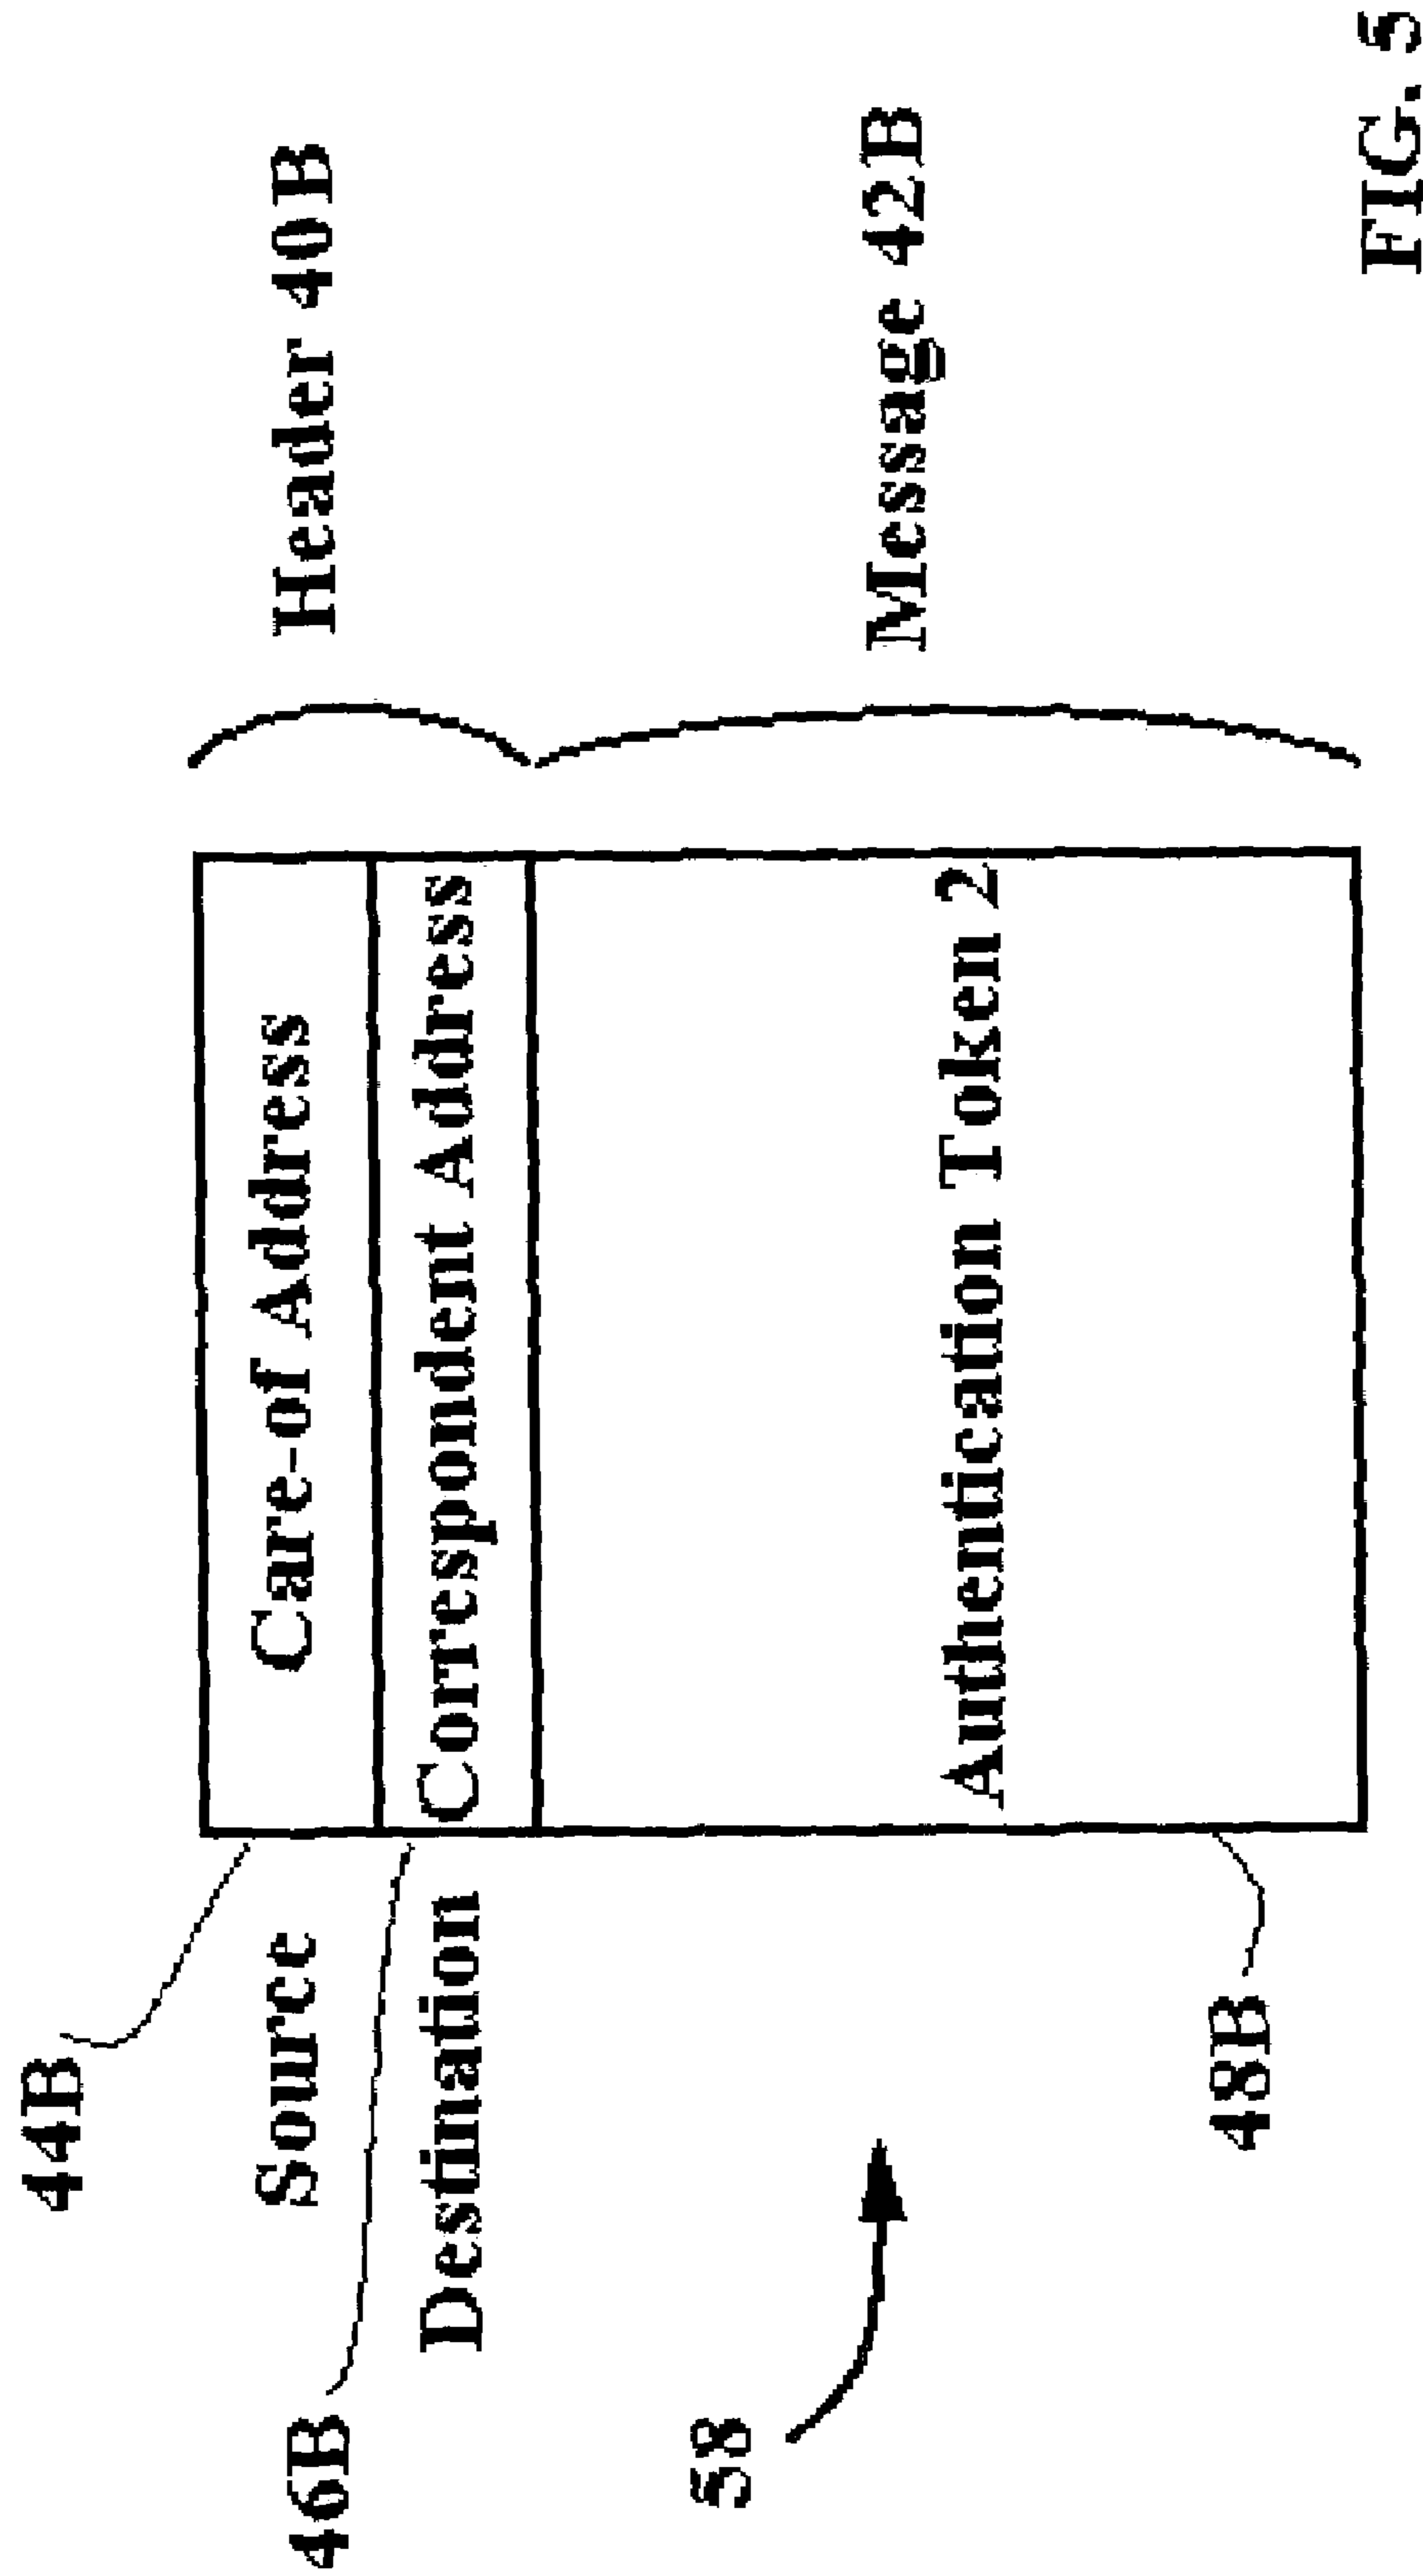 44B
Source
Care-of Address
Header 40B
46B
Destination
Correspondent Address
58
Authentication Token 2
Message 42B
48B
FIG. 5